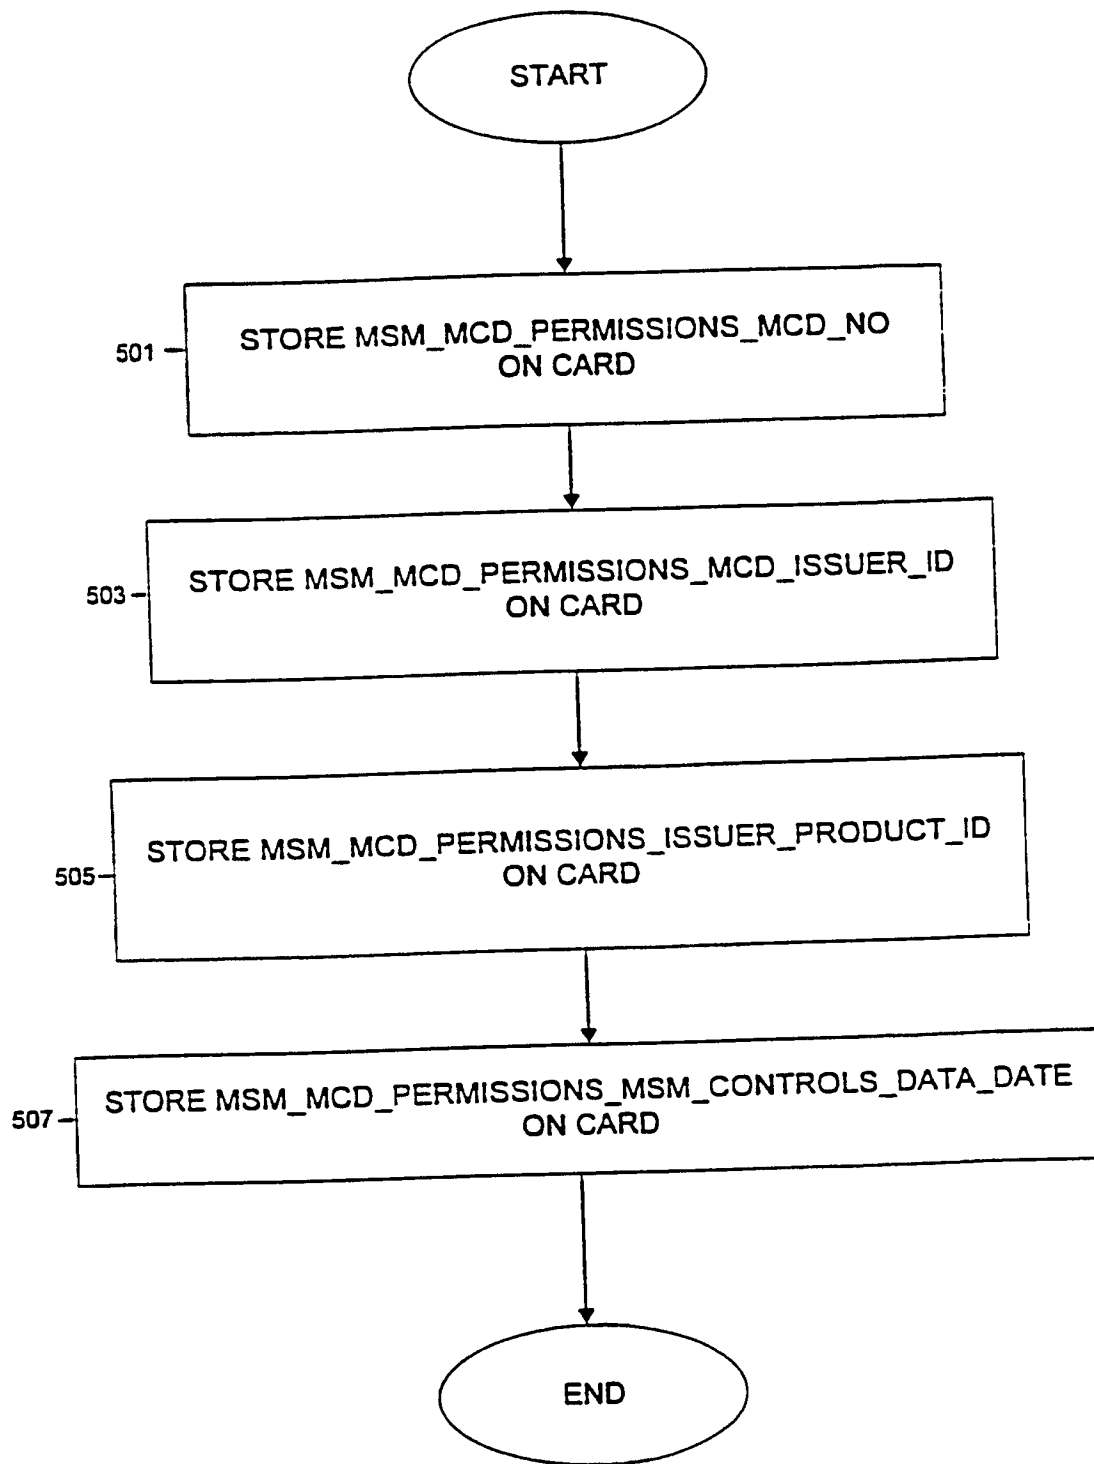 START
501
STORE MSM_MCD_PERMISSIONS_MCD_NO
ON CARD
503
STORE MSM_MCD_PERMISSIONS_MCD_ISSUER_ID
ON CARD
505
STORE MSM_MCD_PERMISSIONS_ISSUER_PRODUCT_ID
ON CARD
507
STORE MSM_MCD_PERMISSIONS_MSM_CONTROLS_DATA_DATE
ON CARD
END